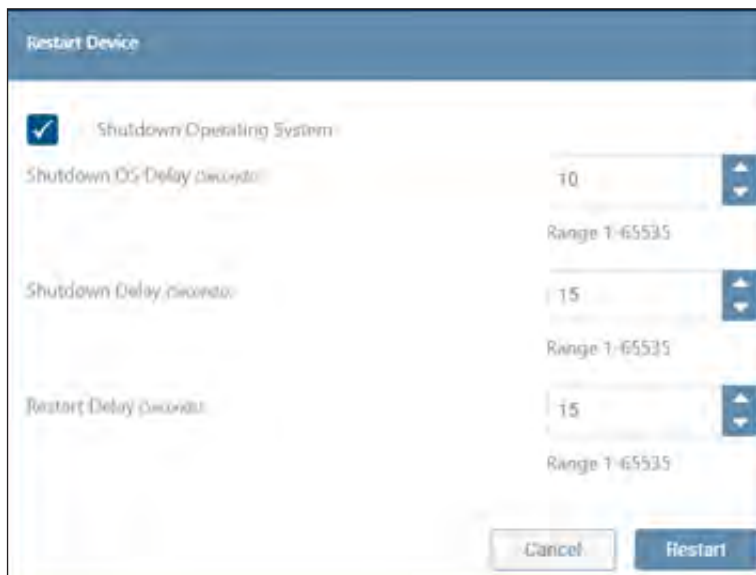 Restart Device
Shutdown Operating System
Shutdown OS Delay (Seconds)
10
Range 1-65535
Shutdown Delay (Seconds)
15
Range 1-65535
Restart Delay (Seconds)
15
Range 1-65535
Cancel
Restart